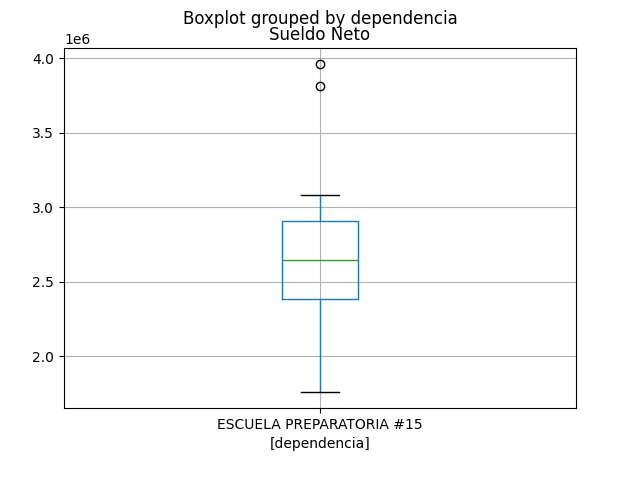 Boxplot grouped by dependencia
Sueldo Neto
1e6
4.0
3.5
3.0
2.5
2.0
ESCUELA PREPARATORIA #15
[dependencia]